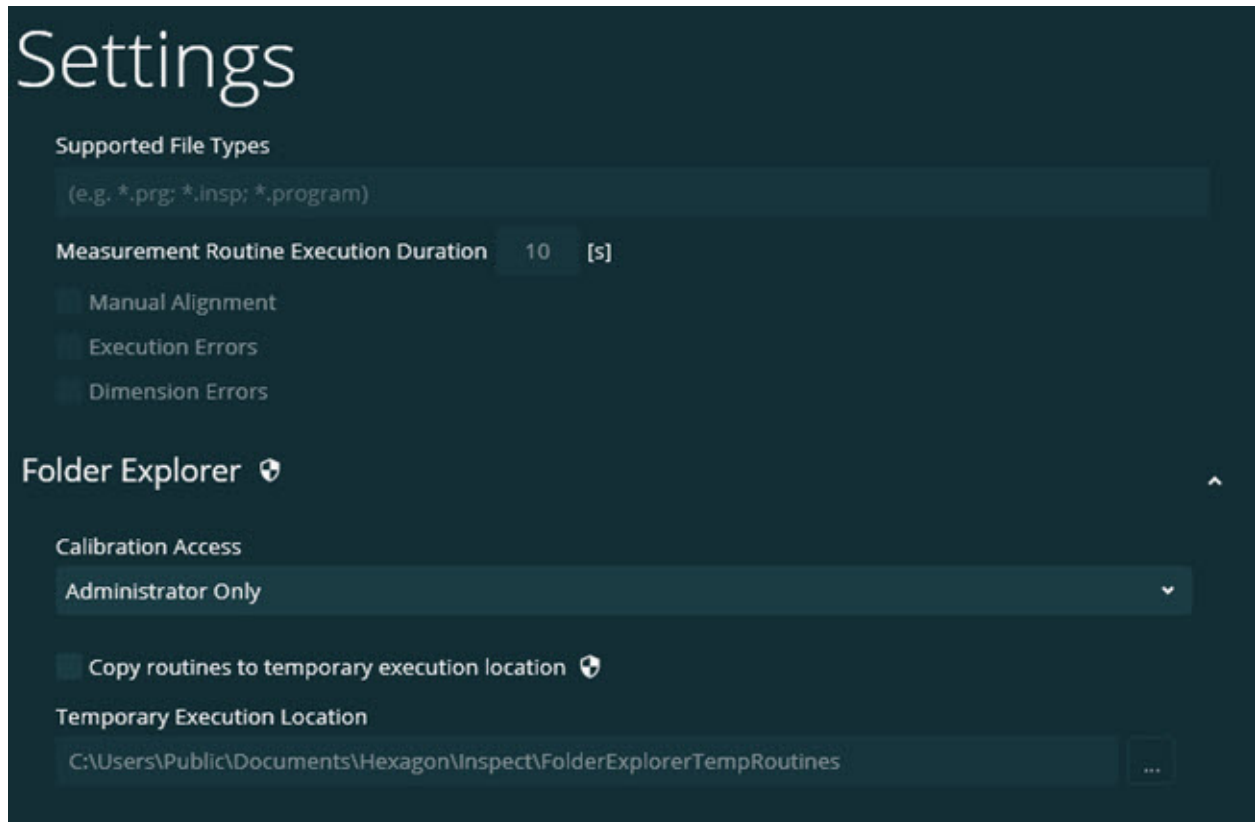 Settings
Supported File Types
(e.g. *.prg; *.insp; *.program)
Measurement Routine Execution Duration 10 [s]
Manual Alignment
Execution Errors
Dimension Errors
Folder Explorer
Calibration Access
Administrator Only
Copy routines to temporary execution location
Temporary Execution Location
C:\Users\Public\Documents\Hexagon\Inspect\FolderExplorerTempRoutines ...